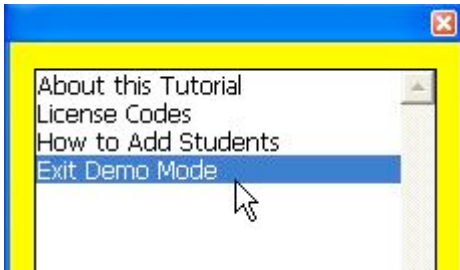 About this Tutorial
License Codes
How to Add Students
Exit Demo Mode